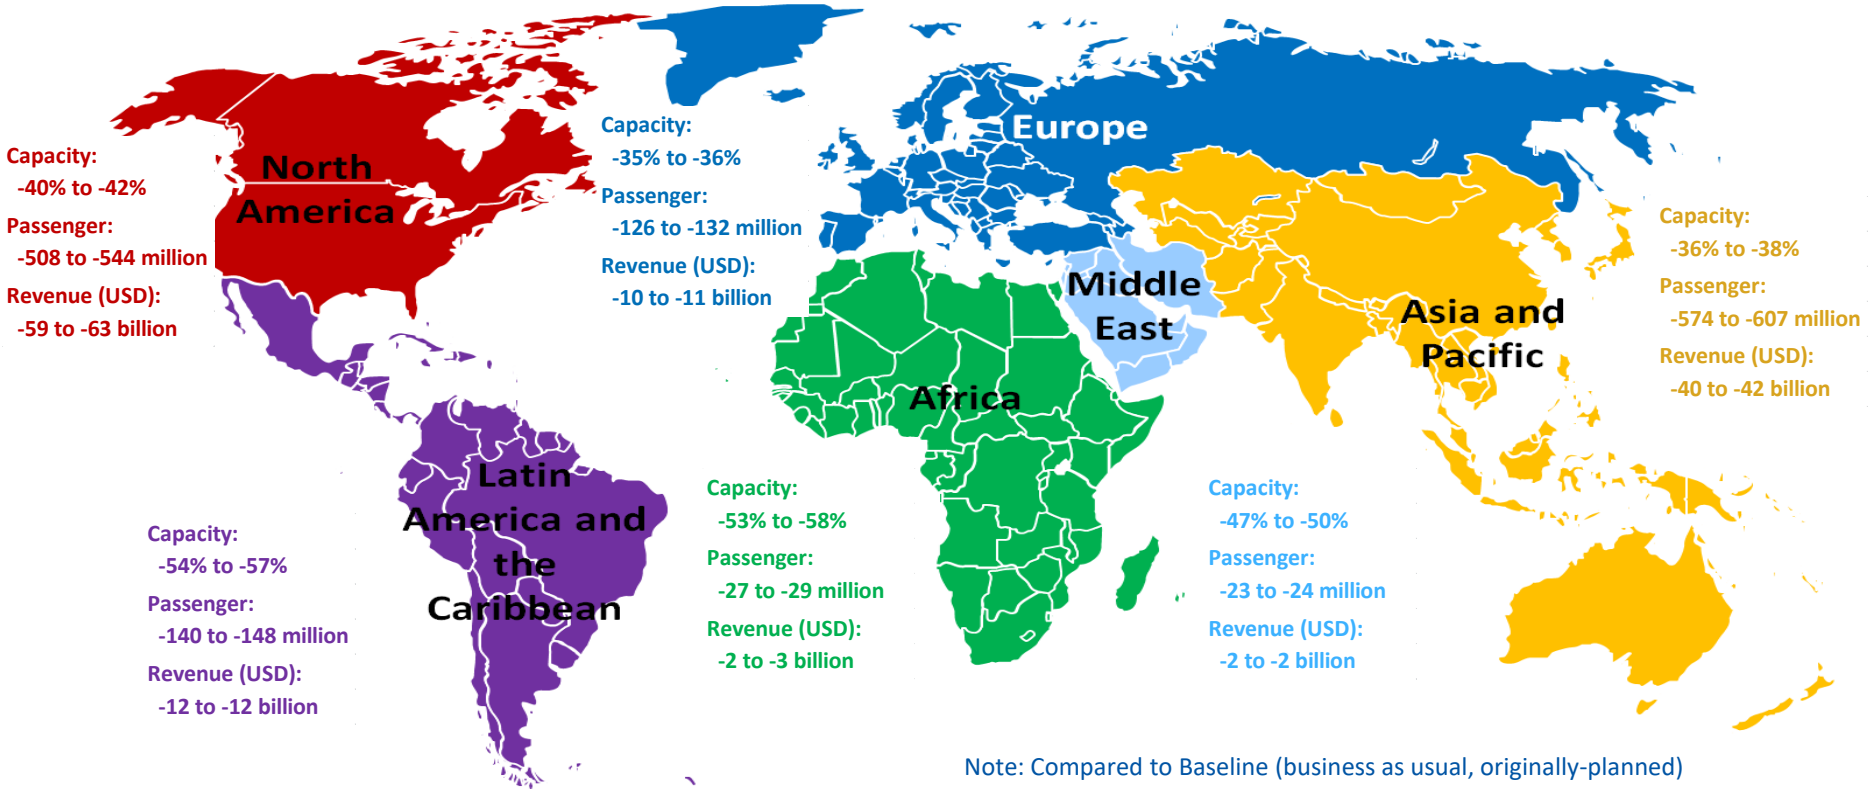 North
America
Capacity:
-40% to -42%
Passenger:
-508 to -544 million
Revenue (USD):
-59 to -63 billion
Capacity:
-35% to -36%
Passenger:
-126 to -132 million
Revenue (USD):
-10 to -11 billion
Europe
Middle
East
Asia and
Pacific
Capacity:
-36% to -38%
Passenger:
-574 to -607 million
Revenue (USD):
-40 to -42 billion
Africa
Latin
America and
the
Caribbean
Capacity:
-54% to -57%
Passenger:
-140 to -148 million
Revenue (USD):
-12 to -12 billion
Capacity:
-53% to -58%
Passenger:
-27 to -29 million
Revenue (USD):
-2 to -3 billion
Capacity:
-47% to -50%
Passenger:
-23 to -24 million
Revenue (USD):
-2 to -2 billion
Note: Compared to Baseline (business as usual, originally-planned)